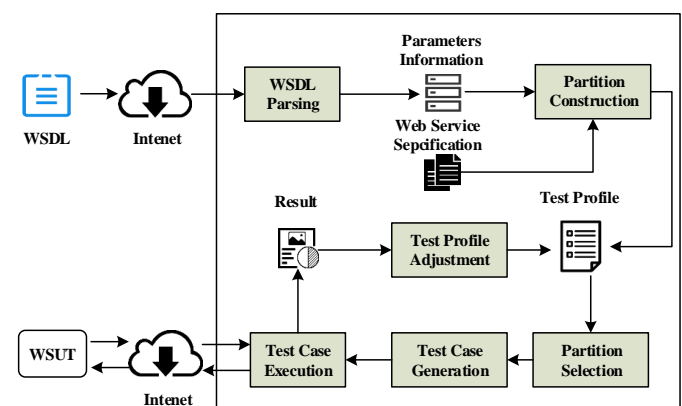 Parameters
Information
WSDL
Parsing
Partition
Construction
WSDL
Intenet
Web Service
Sepcification
Result
Test Profile
Test Profile
Adjustment
WSUT
Test Case
Execution
Test Case
Generation
Partition
Selection
Intenet